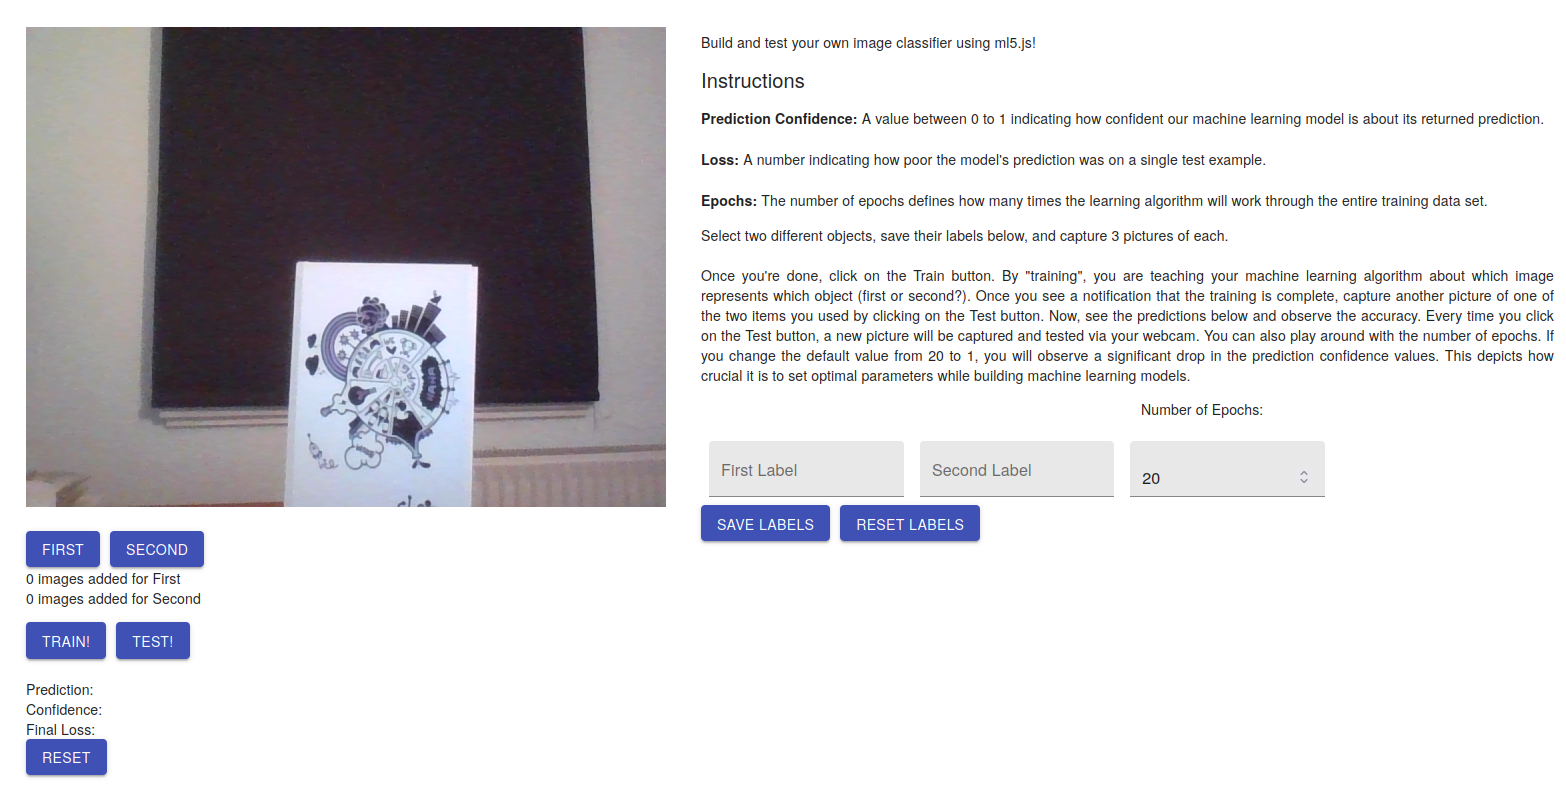 Build and test your own image classifier using ml5.js!
Instructions
Prediction Confidence: A value between 0 to 1 indicating how confident our machine learning model is about its returned prediction.
Loss: A number indicating how poor the model's prediction was on a single test example.
Epochs: The number of epochs defines how many times the learning algorithm will work through the entire training data set.
Select two different objects, save their labels below, and capture 3 pictures of each.
Once you're done, click on the Train button. By "training", you are teaching your machine learning algorithm about which image
represents which object (first or second?). Once you see a notification that the training is complete, capture another picture of one of
the two items you used by clicking on the Test button. Now, see the predictions below and observe the accuracy. Every time you click
on the Test button, a new picture will be captured and tested via your webcam. You can also play around with the number of epochs. If
you change the default value from 20 to 1, you will observe a significant drop in the prediction confidence values. This depicts how
crucial it is to set optimal parameters while building machine learning models.
Number of Epochs:
First Label
Second Label
20
SAVE LABELS
RESET LABELS
FIRST
SECOND
0 images added for First
0 images added for Second
TRAIN!
TEST!
Prediction:
Confidence:
Final Loss:
RESET